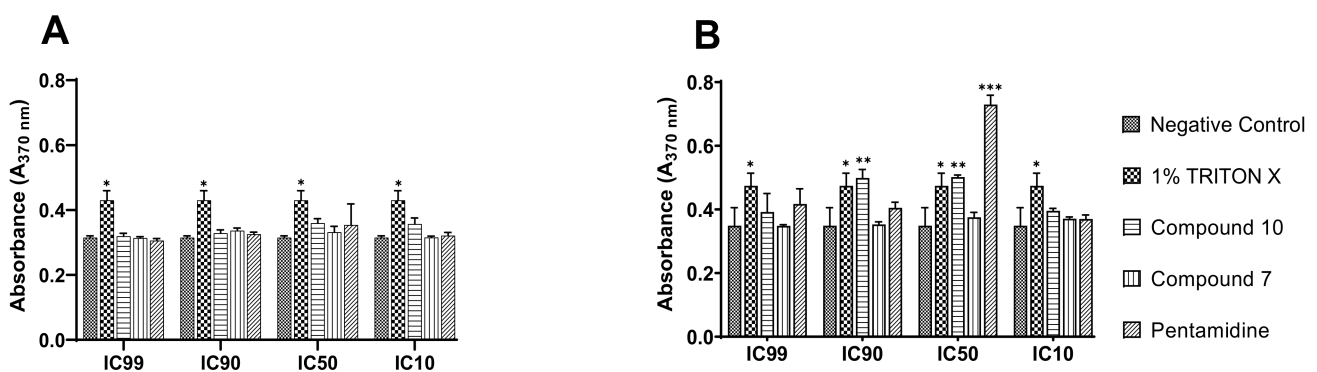 A
Absorbance (A370 nm)
0.8
0.6
0.4
0.2
0.0
*
*
*
*
IC99 IC90 IC50 IC10
B
Absorbance (A370 nm)
0.8
0.6
0.4
0.2
0.0
*
* **
* **
***
*
IC99 IC90 IC50 IC10
Negative Control
1% TRITON X
Compound 10
Compound 7
Pentamidine